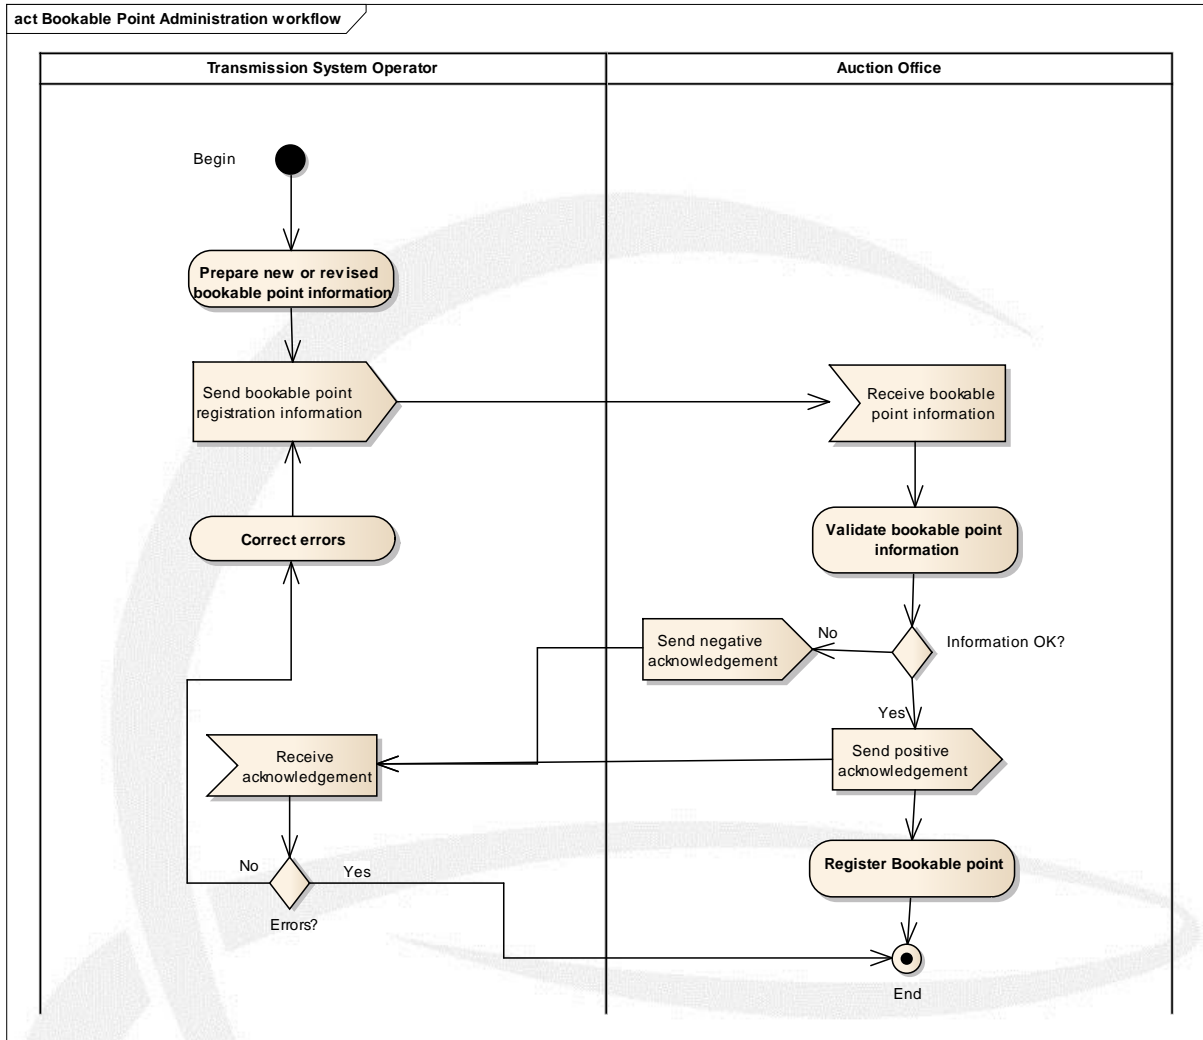 act Bookable Point Administration workflow
Transmission System Operator
Auction Office
Begin
Prepare new or revised
bookable point information
Send bookable point
registration information
Receive bookable
point information
Correct errors
Validate bookable point
information
Send negative
acknowledgement
No
Information OK?
Yes
Receive
acknowledgement
Send positive
acknowledgement
No
Yes
Errors?
Register Bookable point
End